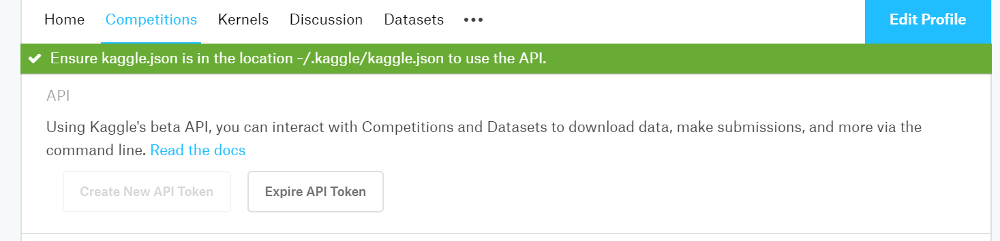 Home Competitions Kernels Discussion Datasets ••• Edit Profile
Ensure kaggle.json is in the location ~/.kaggle/kaggle.json to use the API.
API
Using Kaggle's beta API, you can interact with Competitions and Datasets to download data, make submissions, and more via the
command line. Read the docs
Create New API Token Expire API Token